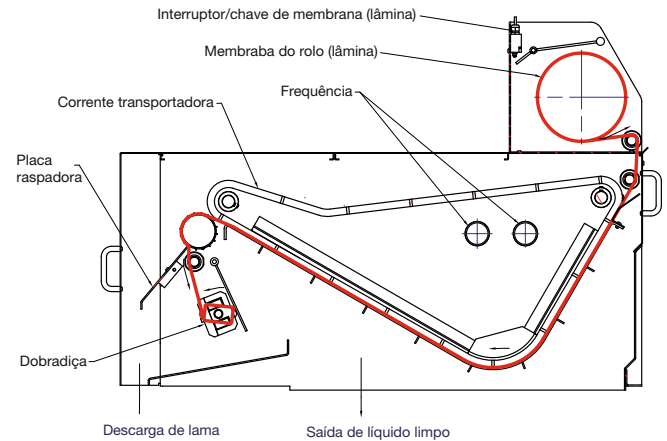 Interruptor/chave de membrana (lâmina)
Membraba do rolo (lâmina)
Frequência
Corrente transportadora
Placa
raspadora
Dobradiça
Descarga de lama
Saída de líquido limpo